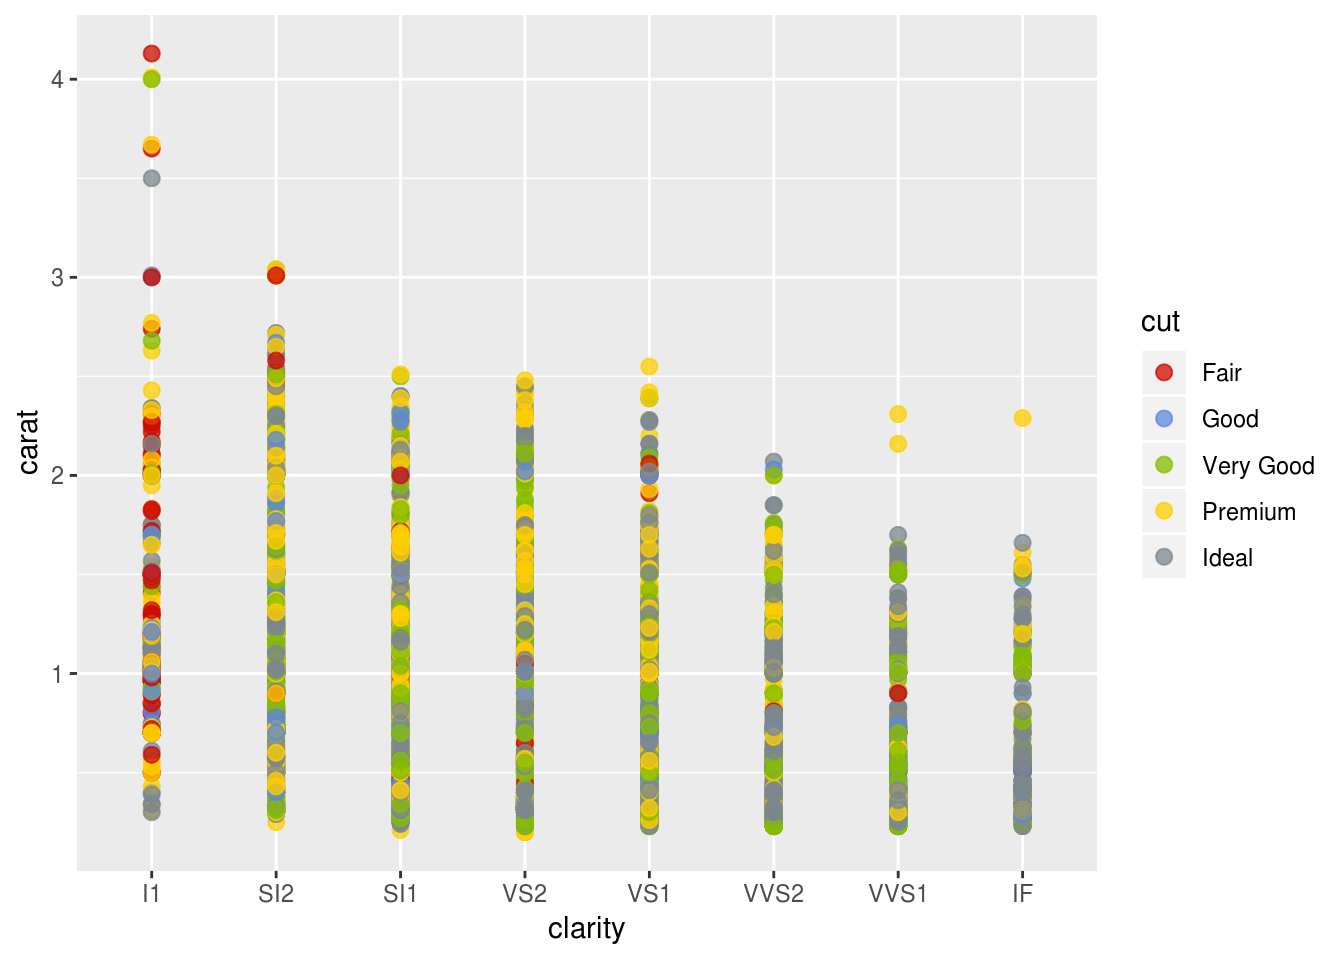 4
3
2
1
carat
I1 SI2 SI1 VS2 VS1 VVS2 VVS1 IF
clarity
cut
Fair
Good
Very Good
Premium
Ideal